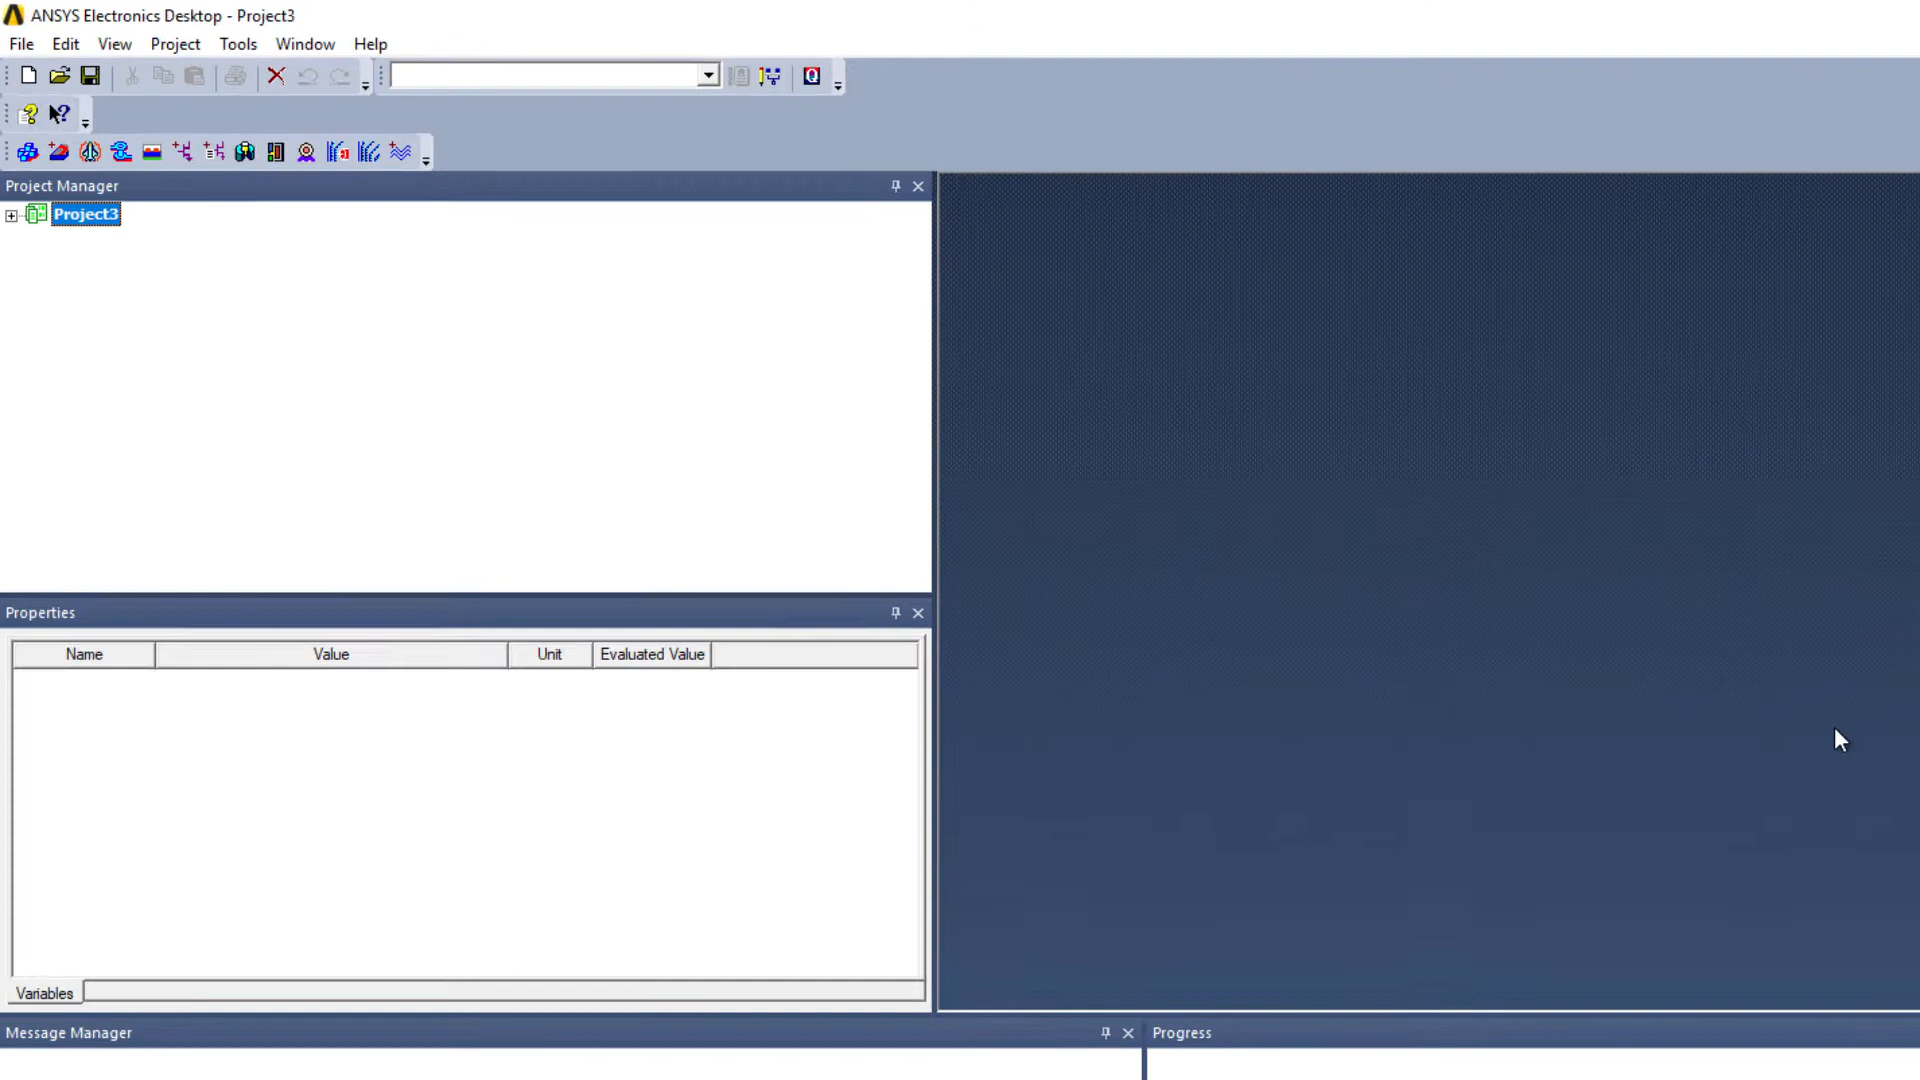 ANSYS Electronics Desktop - Project3
File Edit View Project Tools Window Help
Project Manager
Project3
Properties
Name Value Unit Evaluated Value
Variables
Message Manager
Progress